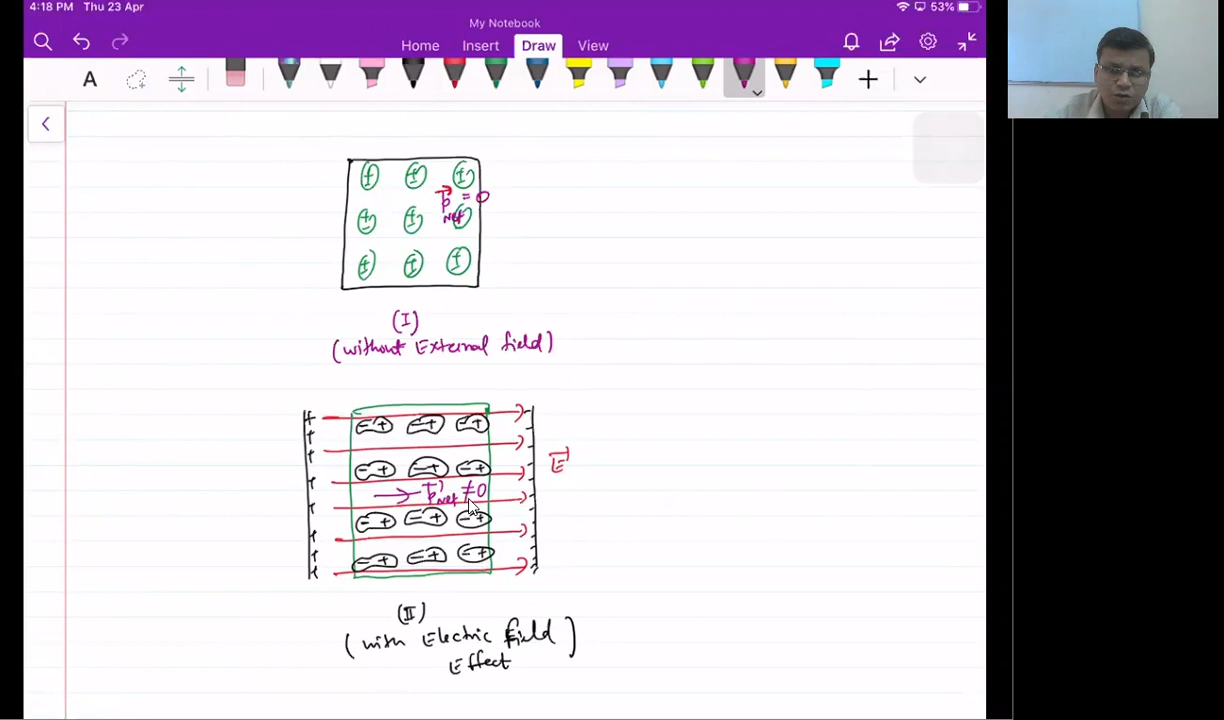 4:18 PM Thu 23 Apr
53%
My Notebook
Home Insert Draw View
A
P⃗ = 0
Net
(I)
(without External field)
E⃗
→ P⃗ Net ≠0
(II)
(with Electric Field
Effect)